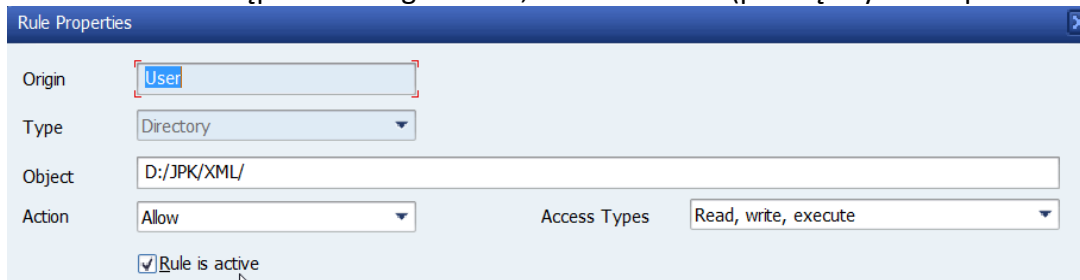 Rule Properties
Origin User
Type Directory
Object D:/JPK/XML/
Action Allow Access Types Read, write, execute
Rule is active